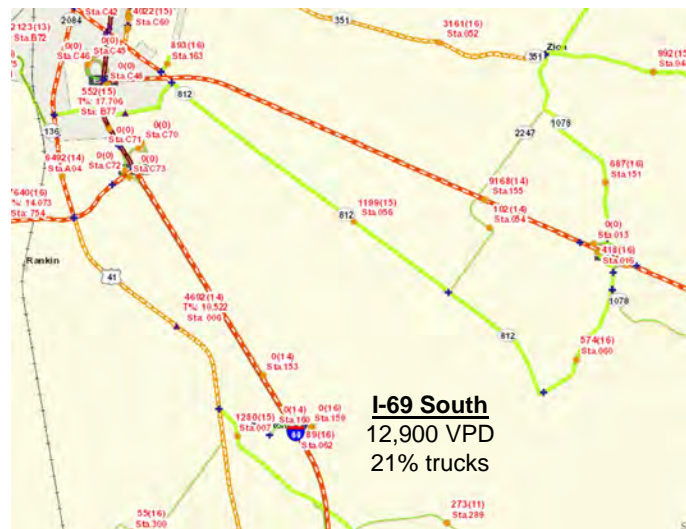 Sta.C42
4022(15)
Sta.C60
2084
351
3161(16)
Sta.052
2123(13)
Sta.B72
0(0)
Sta.C45
Sta.C46
893(16)
Sta.163
351
Zion
992(15)
0(0)
Sta.C48
552(15)
T%: 17.706
Sta: B77
812
1078
136
0(0)
Sta.C71
0(0)
Sta.C70
2247
6492(14)
Sta.A04
0(0)
Sta.C72
0(0)
Sta.C73
687(16)
Sta.151
9168(14)
Sta.155
7640(16)
T%: 14.073
Sta: 754
1199(15)
Sta.056
102(14)
Sta.054
812
0(0)
Sta.013
418(16)
Sta.016
Rankin
41
4692(14)
T%: 10.522
Sta: 006
1078
812
574(16)
Sta.060
0(14)
Sta.153
I-69 South
12,900 VPD
21% trucks
1286(15)
Sta.007
0(14)
Sta.160
0(16)
Sta.159
69
89(16)
Sta.062
55(16)
Sta.300
273(11)
Sta.289